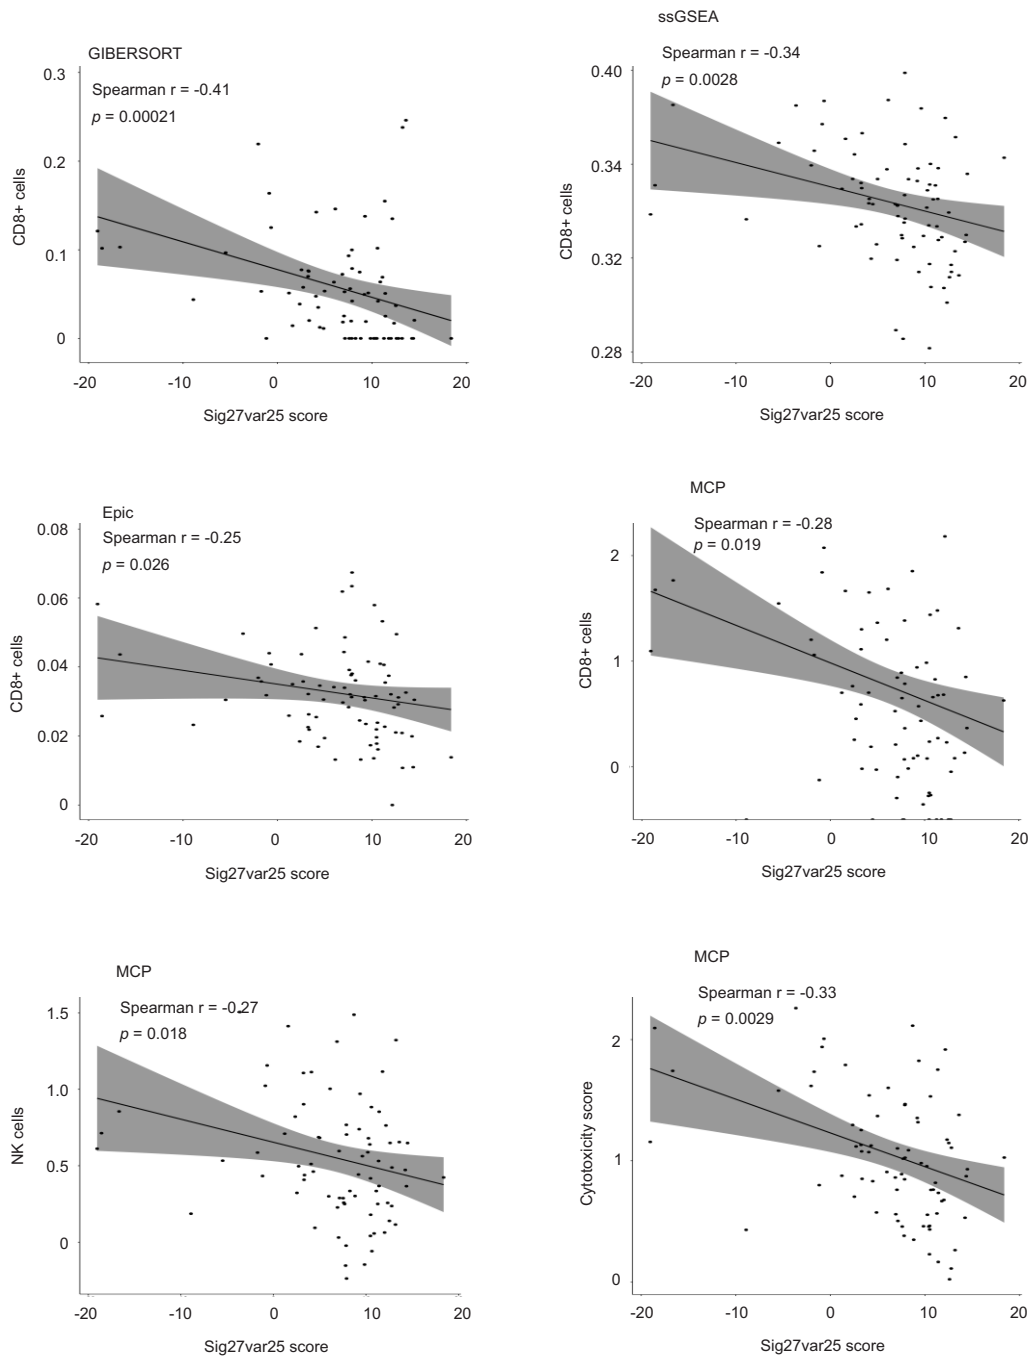 GIBERSORT
Spearman r = -0.41
p = 0.00021
0.3
0.2
0.1
0
CD8+ cells
-20
-10
0
10
20
Sig27var25 score
ssGSEA
Spearman r = -0.34
p = 0.0028
0.40
0.34
0.32
0.28
CD8+ cells
-20
-10
0
10
20
Sig27var25 score
Epic
Spearman r = -0.25
p = 0.026
0.08
0.06
0.04
0.02
0
CD8+ cells
-20
-10
0
10
20
Sig27var25 score
MCP
Spearman r = -0.28
p = 0.019
2
1
0
CD8+ cells
-20
-10
0
10
20
Sig27var25 score
MCP
Spearman r = -0.27
p = 0.018
1.5
1.0
0.5
0
NK cells
-20
-10
0
10
20
Sig27var25 score
MCP
Spearman r = -0.33
p = 0.0029
2
1
0
Cytotoxicity score
-20
-10
0
10
20
Sig27var25 score